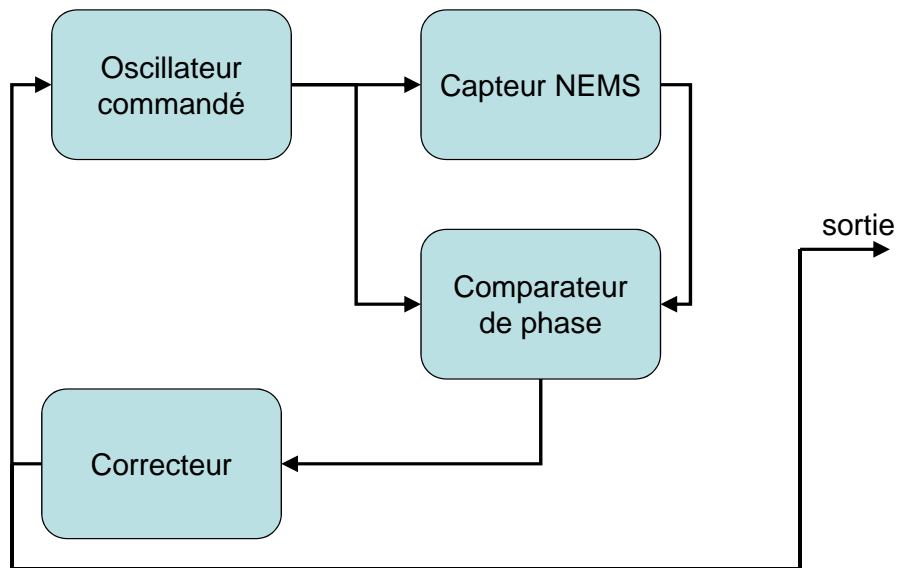 Oscillateur
commandé
Capteur NEMS
sortie
Comparateur
de phase
Correcteur